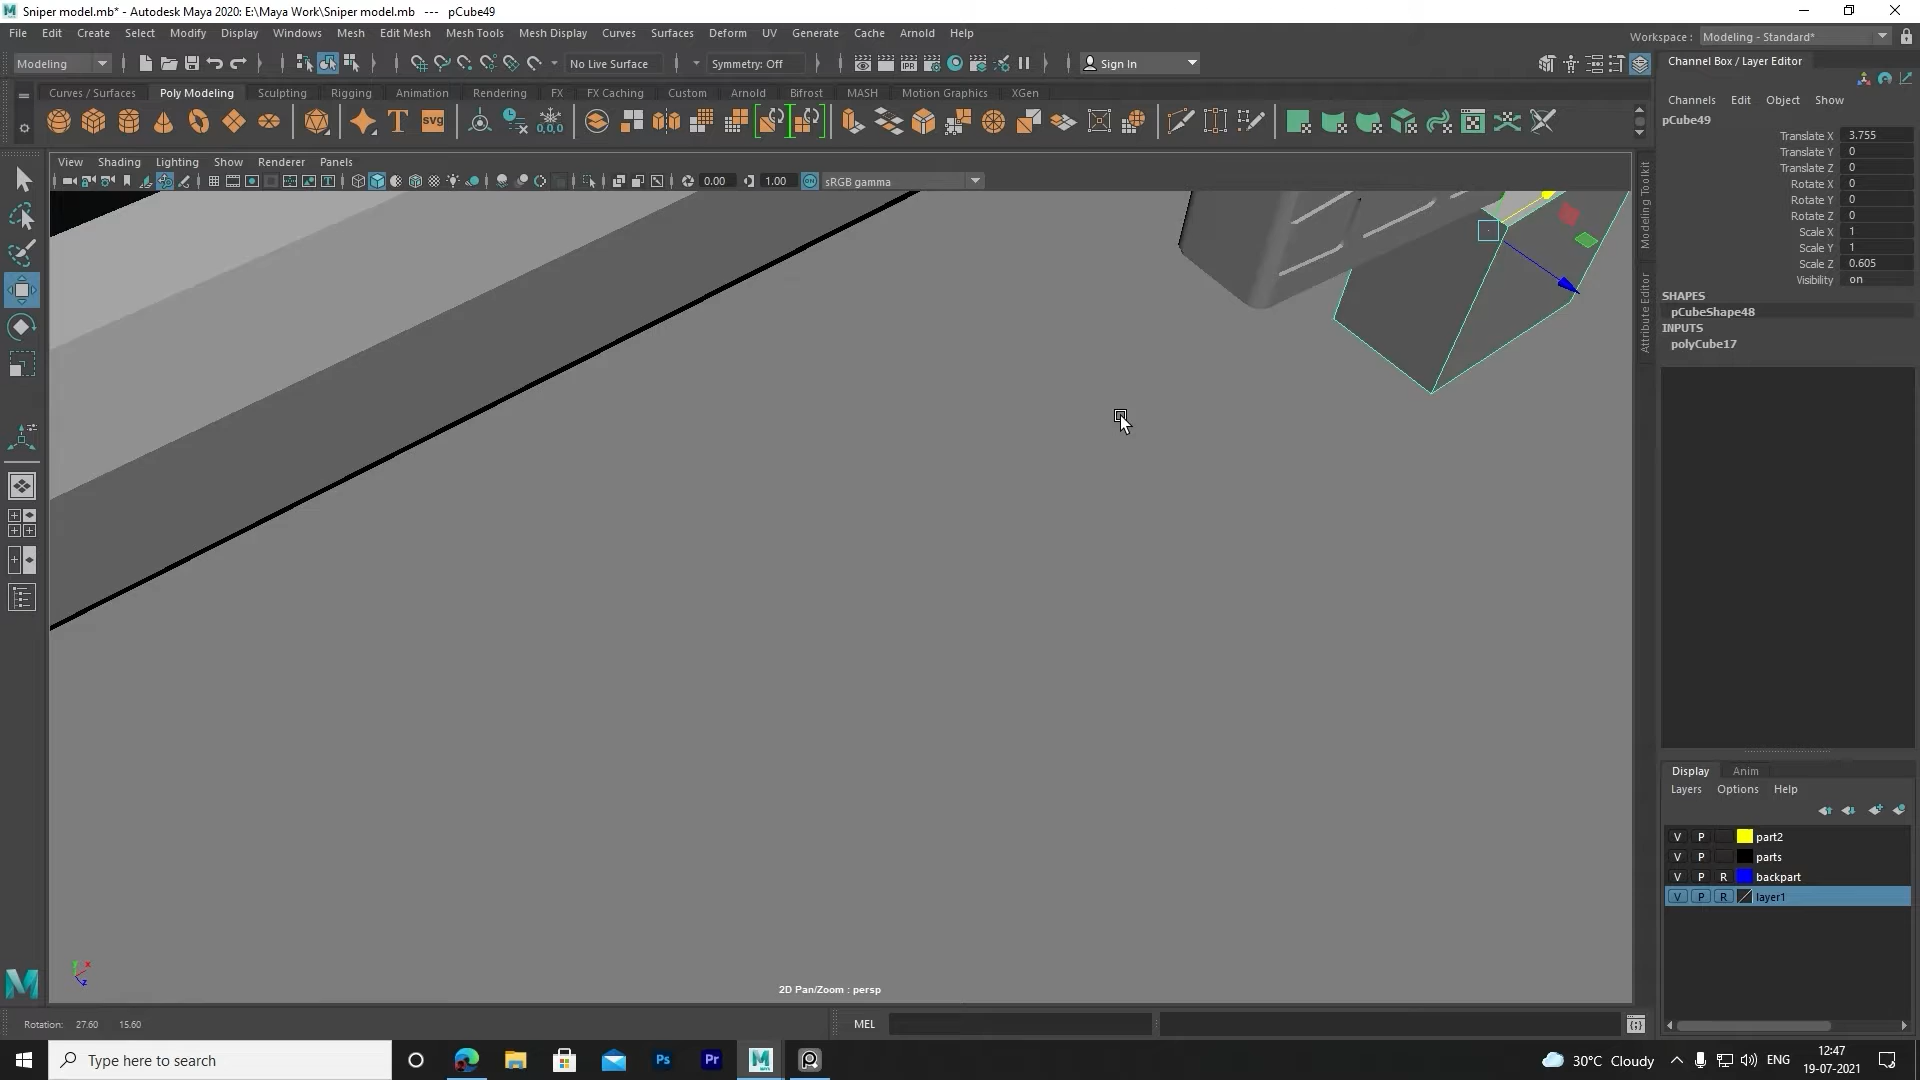 Sniper model.mb* - Autodesk Maya 2020: E:\Maya Work\Sniper model.mb   ---   pCube49
File Edit Create Select Modify Display Windows Mesh Edit Mesh Mesh Tools Mesh Display Curves Surfaces Deform UV Generate Cache Arnold Help
Workspace : Modeling - Standard*
Modeling
No Live Surface
Symmetry: Off
Sign In
Channel Box / Layer Editor
Curves / Surfaces Poly Modeling Sculpting Rigging Animation Rendering FX FX Caching Custom Arnold Bifrost MASH Motion Graphics XGen
Channels Edit Object Show
pCube49
Translate X 3.755
Translate Y 0
Translate Z 0
Rotate X 0
Rotate Y 0
Rotate Z 0
Scale X 1
Scale Y 1
Scale Z 0.605
Visibility on
SHAPES
pCubeShape48
INPUTS
polyCube17
View Shading Lighting Show Renderer Panels
0.00
1.00
sRGB gamma
Modeling Toolkit
Attribute Editor
Display Anim
Layers Options Help
V P part2
V P parts
V P R backpart
V P R layer1
2D Pan/Zoom : persp
Rotation: 27.60 15.60
MEL
Type here to search
30°C Cloudy
ENG
12:47
19-07-2021